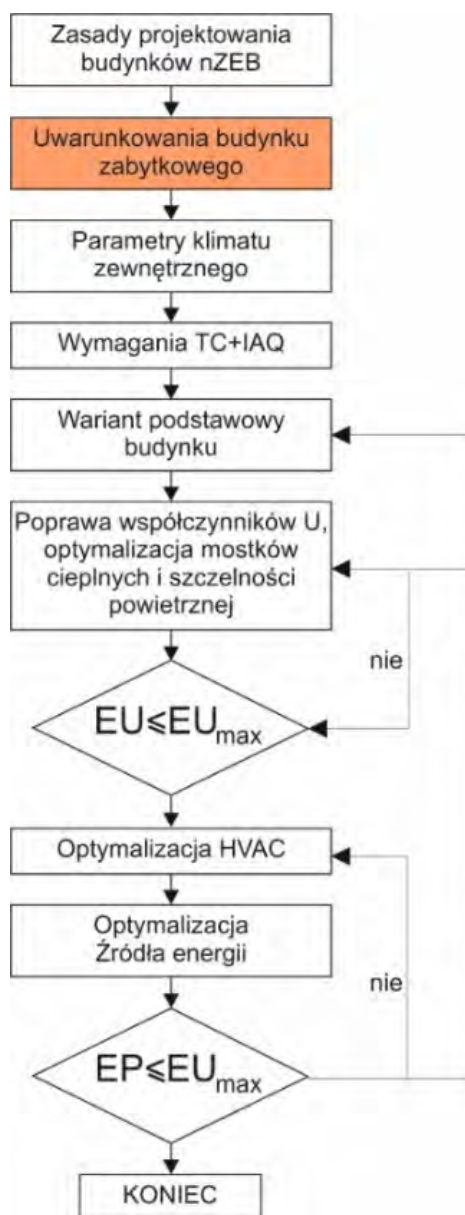 Zasady projektowania
budynków nZEB
Uwarunkowania budynku
zabytkowego
Parametry klimatu
zewnętrznego
Wymagania TC+IAQ
Wariant podstawowy
budynku
Poprawa współczynników U,
optymalizacja mostków
cieplnych i szczelności
powietrznej
nie
EU⩽EUmax
Optymalizacja HVAC
Optymalizacja
Źródła energii
nie
EP⩽EUmax
KONIEC